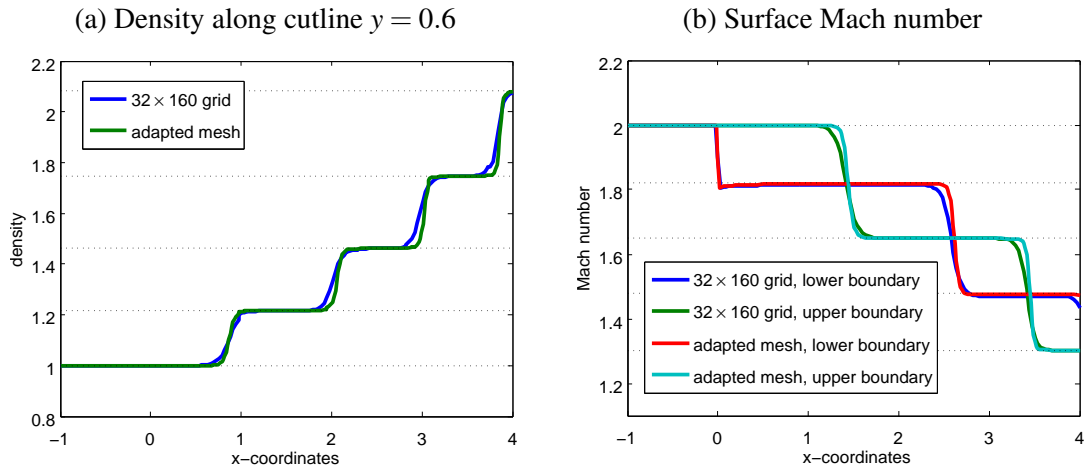 (a) Density along cutline y = 0.6
2.2
2
1.8
1.6
1.4
1.2
1
0.8
density
32 × 160 grid
adapted mesh
−1 0 1 2 3 4
x−coordinates
(b) Surface Mach number
2.2
2
1.8
1.6
1.4
1.2
Mach number
32 × 160 grid, lower boundary
32 × 160 grid, upper boundary
adapted mesh, lower boundary
adapted mesh, upper boundary
−1 0 1 2 3 4
x−coordinates